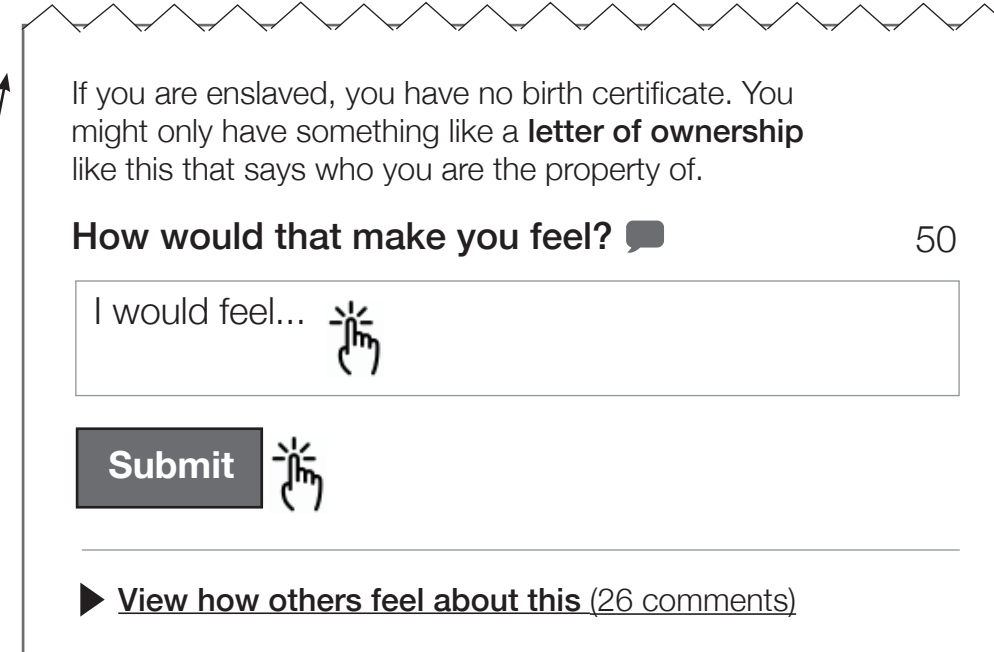 If you are enslaved, you have no birth certificate. You
might only have something like a letter of ownership
like this that says who you are the property of.
How would that make you feel? 50
I would feel...
Submit
View how others feel about this (26 comments)